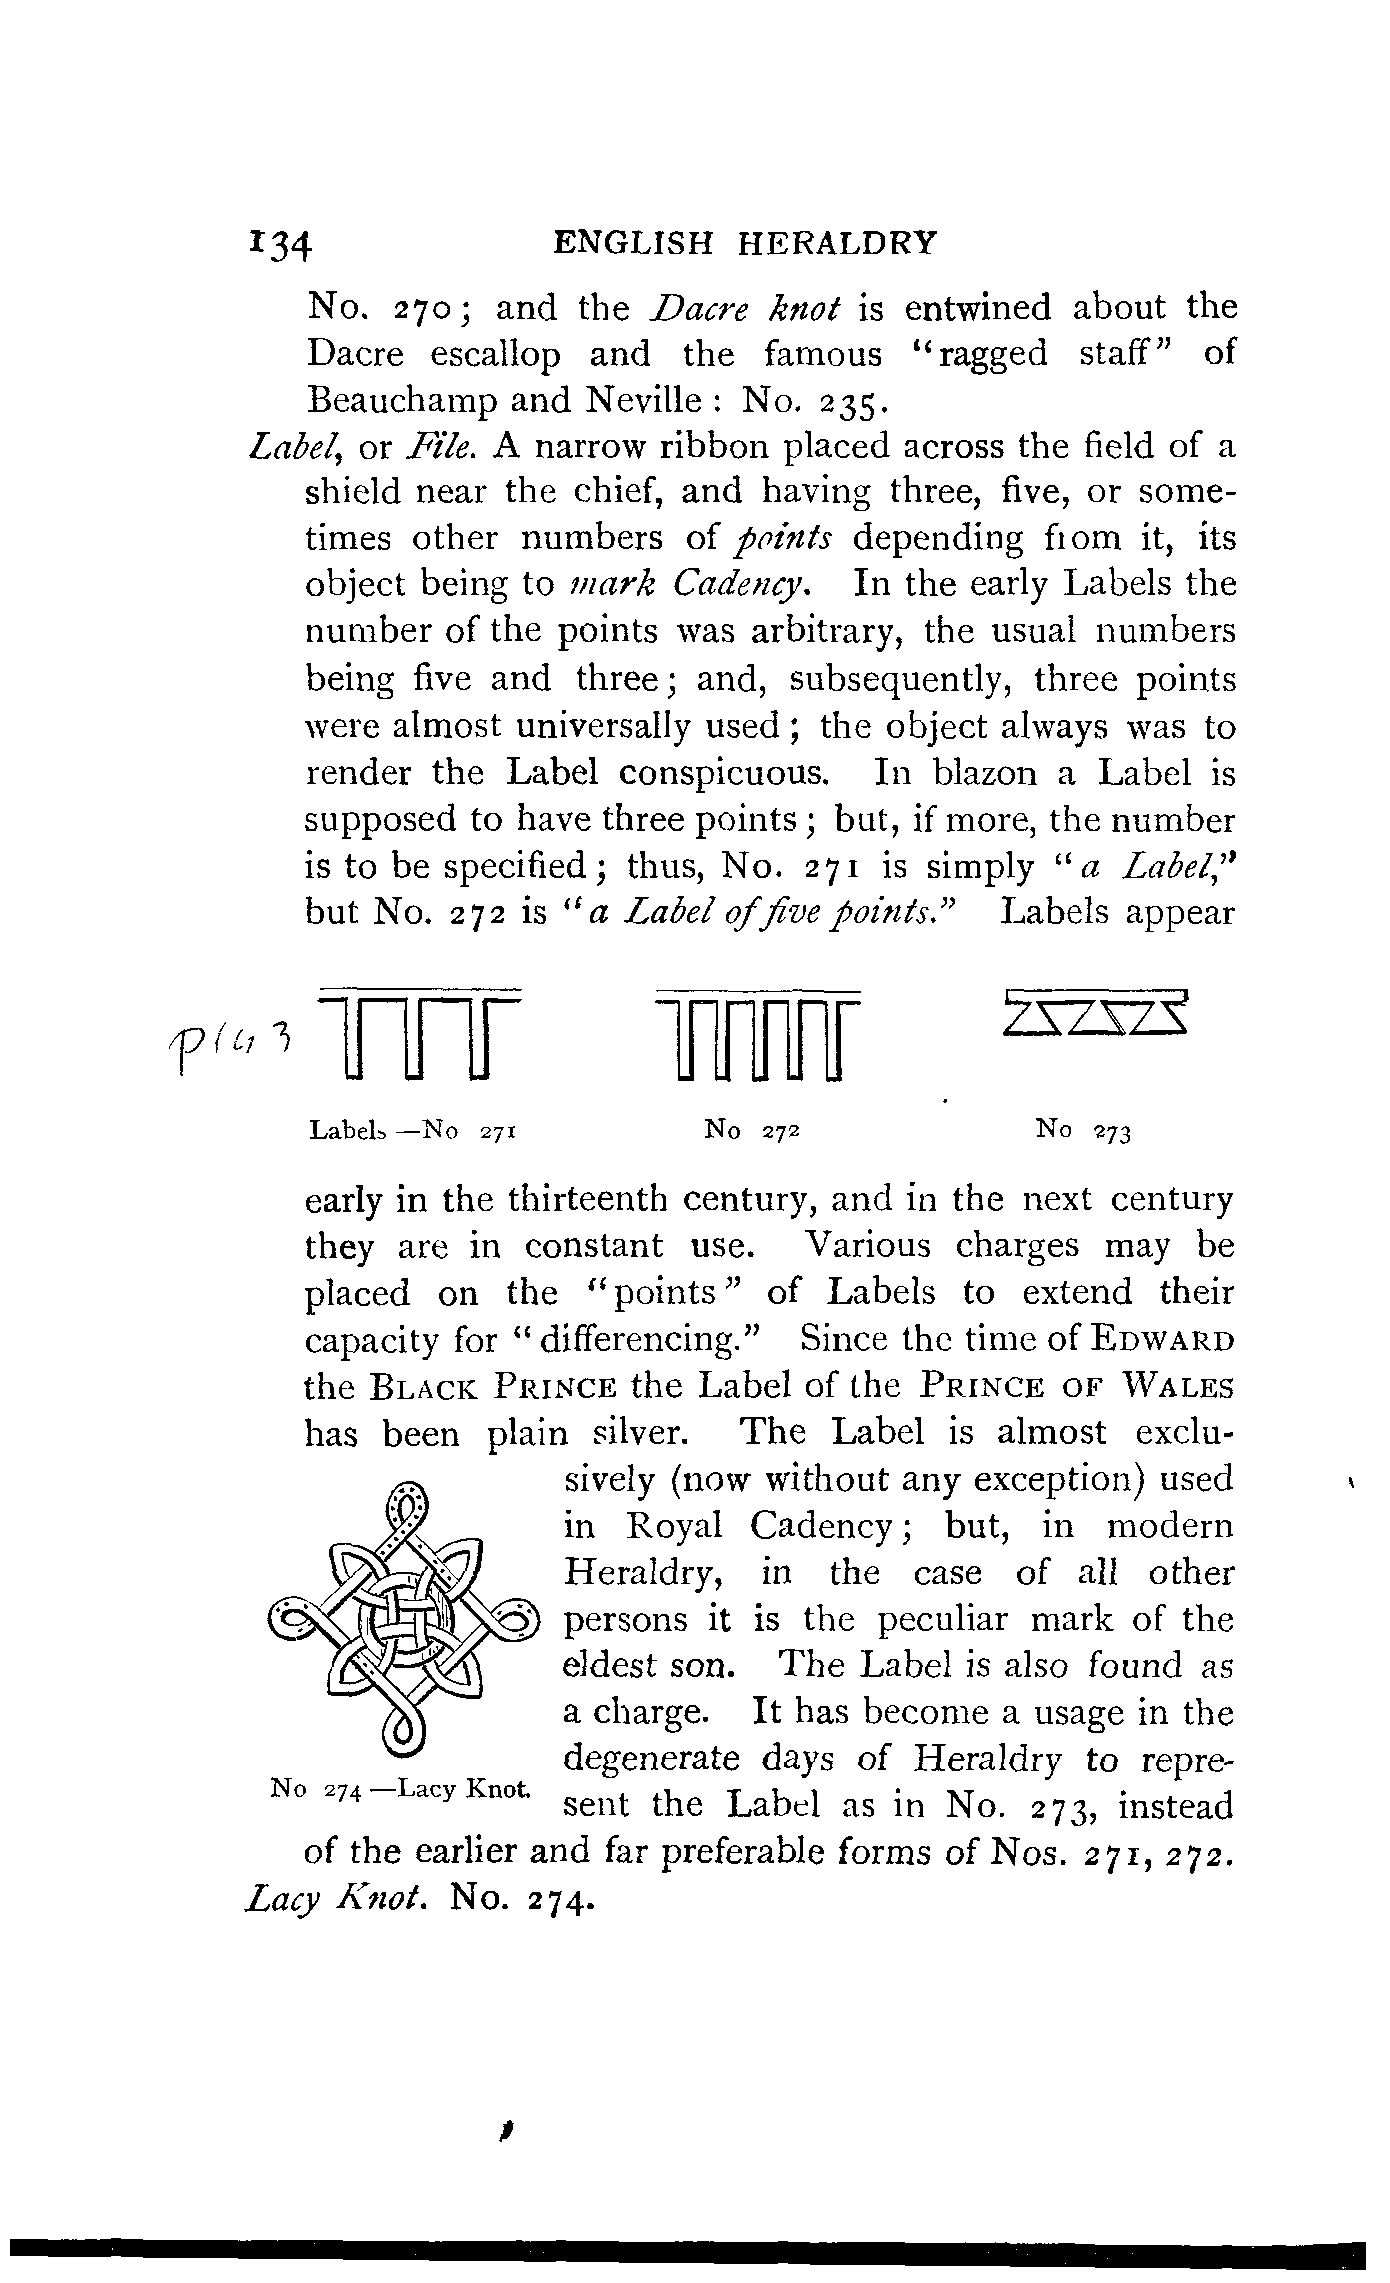 134 ENGLISH HERALDRY
No. 270; and the Dacre knot is entwined about the
Dacre escallop and the famous “ragged staff” of
Beauchamp and Neville: No. 235.
Label, or File. A narrow ribbon placed across the field of a
shield near the chief, and having three, five, or some-
times other numbers of points depending from it, its
object being to mark Cadency. In the early Labels the
number of the points was arbitrary, the usual numbers
being five and three; and, subsequently, three points
were almost universally used; the object always was to
render the Label conspicuous. In blazon a Label is
supposed to have three points; but, if more, the number
is to be specified; thus, No. 271 is simply “a Label,”
but No. 272 is “a Label of five points.” Labels appear
Labels —No 271 No 272 No 273
early in the thirteenth century, and in the next century
they are in constant use. Various charges may be
placed on the “points” of Labels to extend their
capacity for “differencing.” Since the time of EDWARD
the BLACK PRINCE the Label of the PRINCE OF WALES
has been plain silver. The Label is almost exclu-
sively (now without any exception) used
in Royal Cadency; but, in modern
Heraldry, in the case of all other
persons it is the peculiar mark of the
eldest son. The Label is also found as
a charge. It has become a usage in the
degenerate days of Heraldry to repre-
sent the Label as in No. 273, instead
No 274 —Lacy Knot.
of the earlier and far preferable forms of Nos. 271, 272.
Lacy Knot. No. 274.